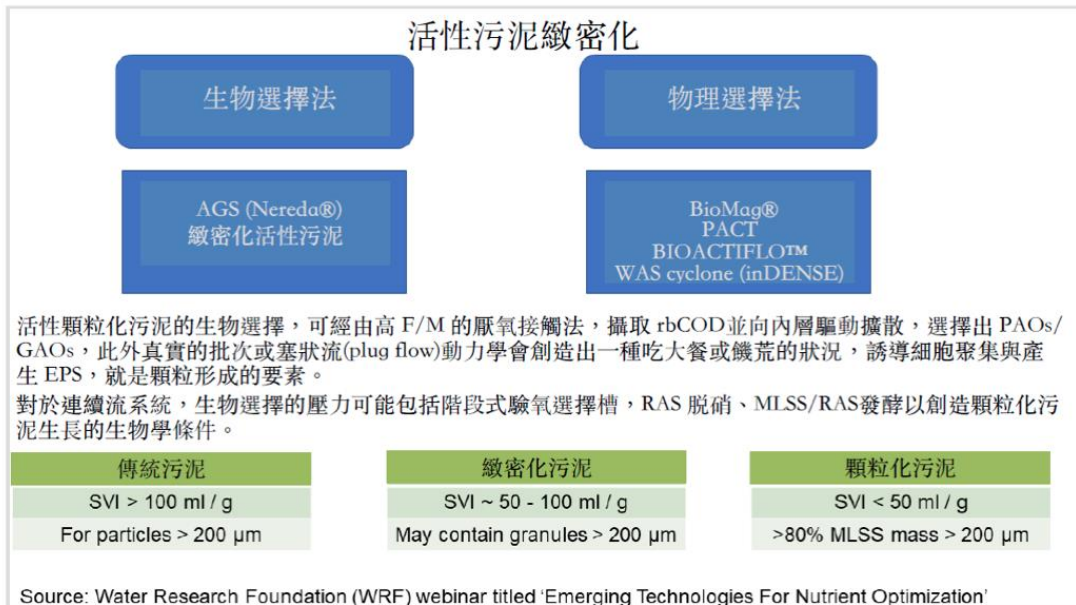 活性污泥緻密化
生物選擇法
物理選擇法
AGS (Nereda®)
緻密化活性污泥
BioMag®
PACT
BIOACTIFLO™
WAS cyclone (inDENSE)
活性顆粒化污泥的生物選擇，可經由高 F/M 的厭氧接觸法，攝取 rbCOD並向內層驅動擴散，選擇出 PAOs/
GAOs，此外真實的批次或塞狀流(plug flow)動力學會創造出一種吃大餐或饑荒的狀況，誘導細胞聚集與產
生 EPS，就是顆粒形成的要素。
對於連續流系統，生物選擇的壓力可能包括階段式驗氧選擇槽，RAS 脱硝、MLSS/RAS發酵以創造顆粒化污
泥生長的生物學條件。
傳統污泥
SVI > 100 ml / g
For particles > 200 µm
緻密化污泥
SVI ~ 50 - 100 ml / g
May contain granules > 200 µm
顆粒化污泥
SVI < 50 ml / g
>80% MLSS mass > 200 µm
Source: Water Research Foundation (WRF) webinar titled ‘Emerging Technologies For Nutrient Optimization’